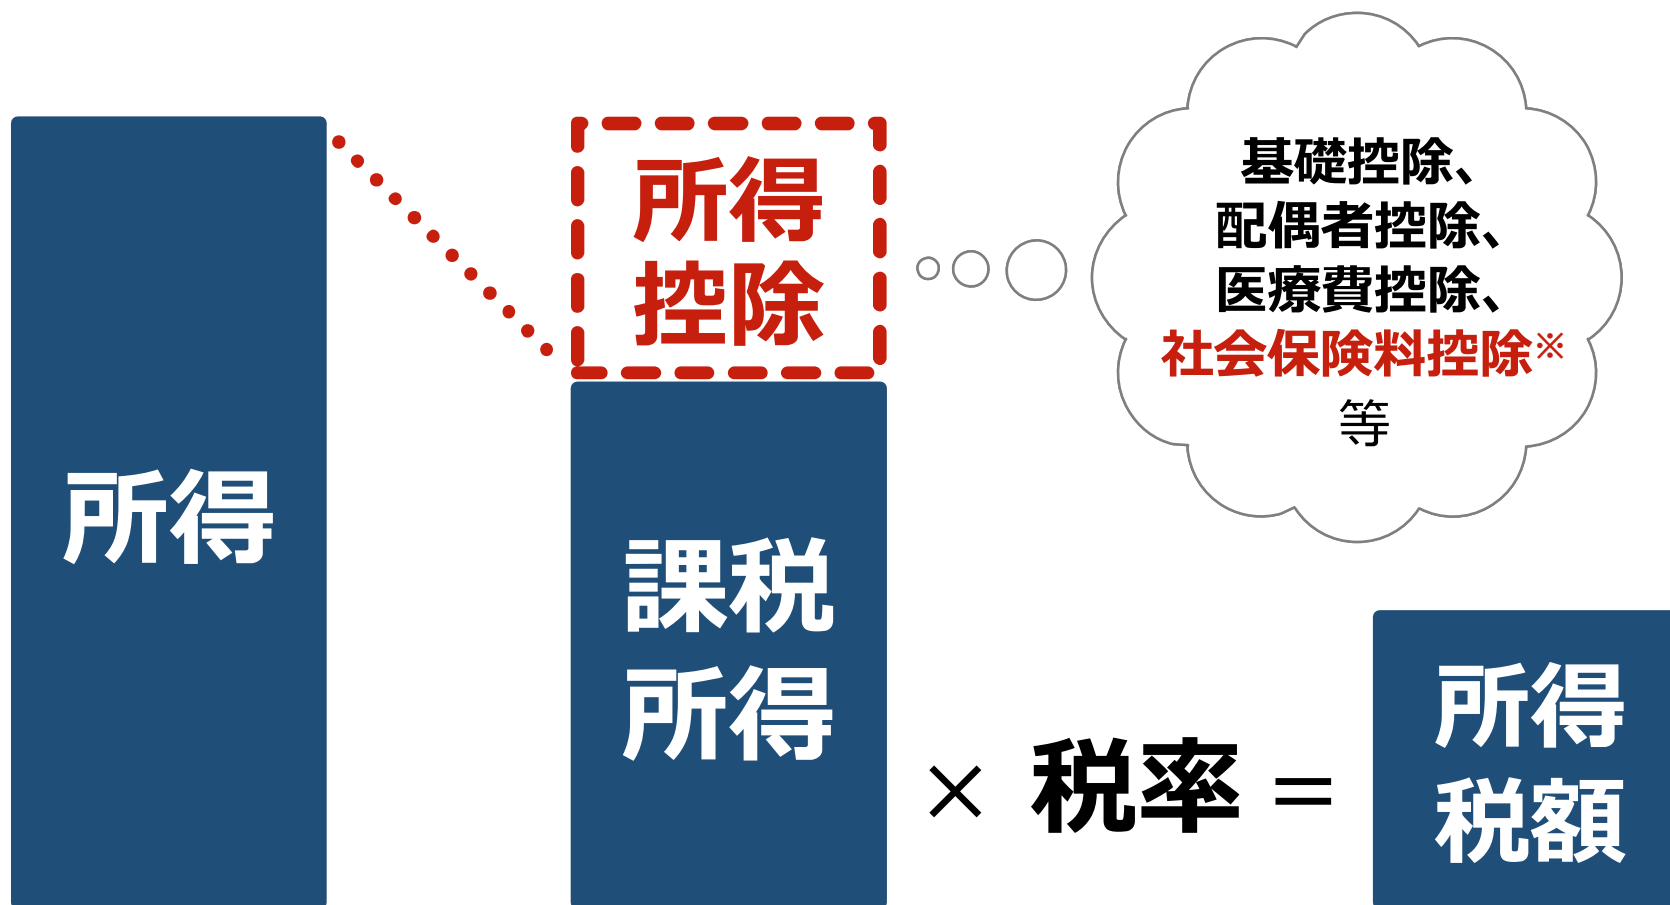 所得
所得
控除
課税
所得
基礎控除、
配偶者控除、
医療費控除、
社会保険料控除※
等
× 税率 =
所得
税額